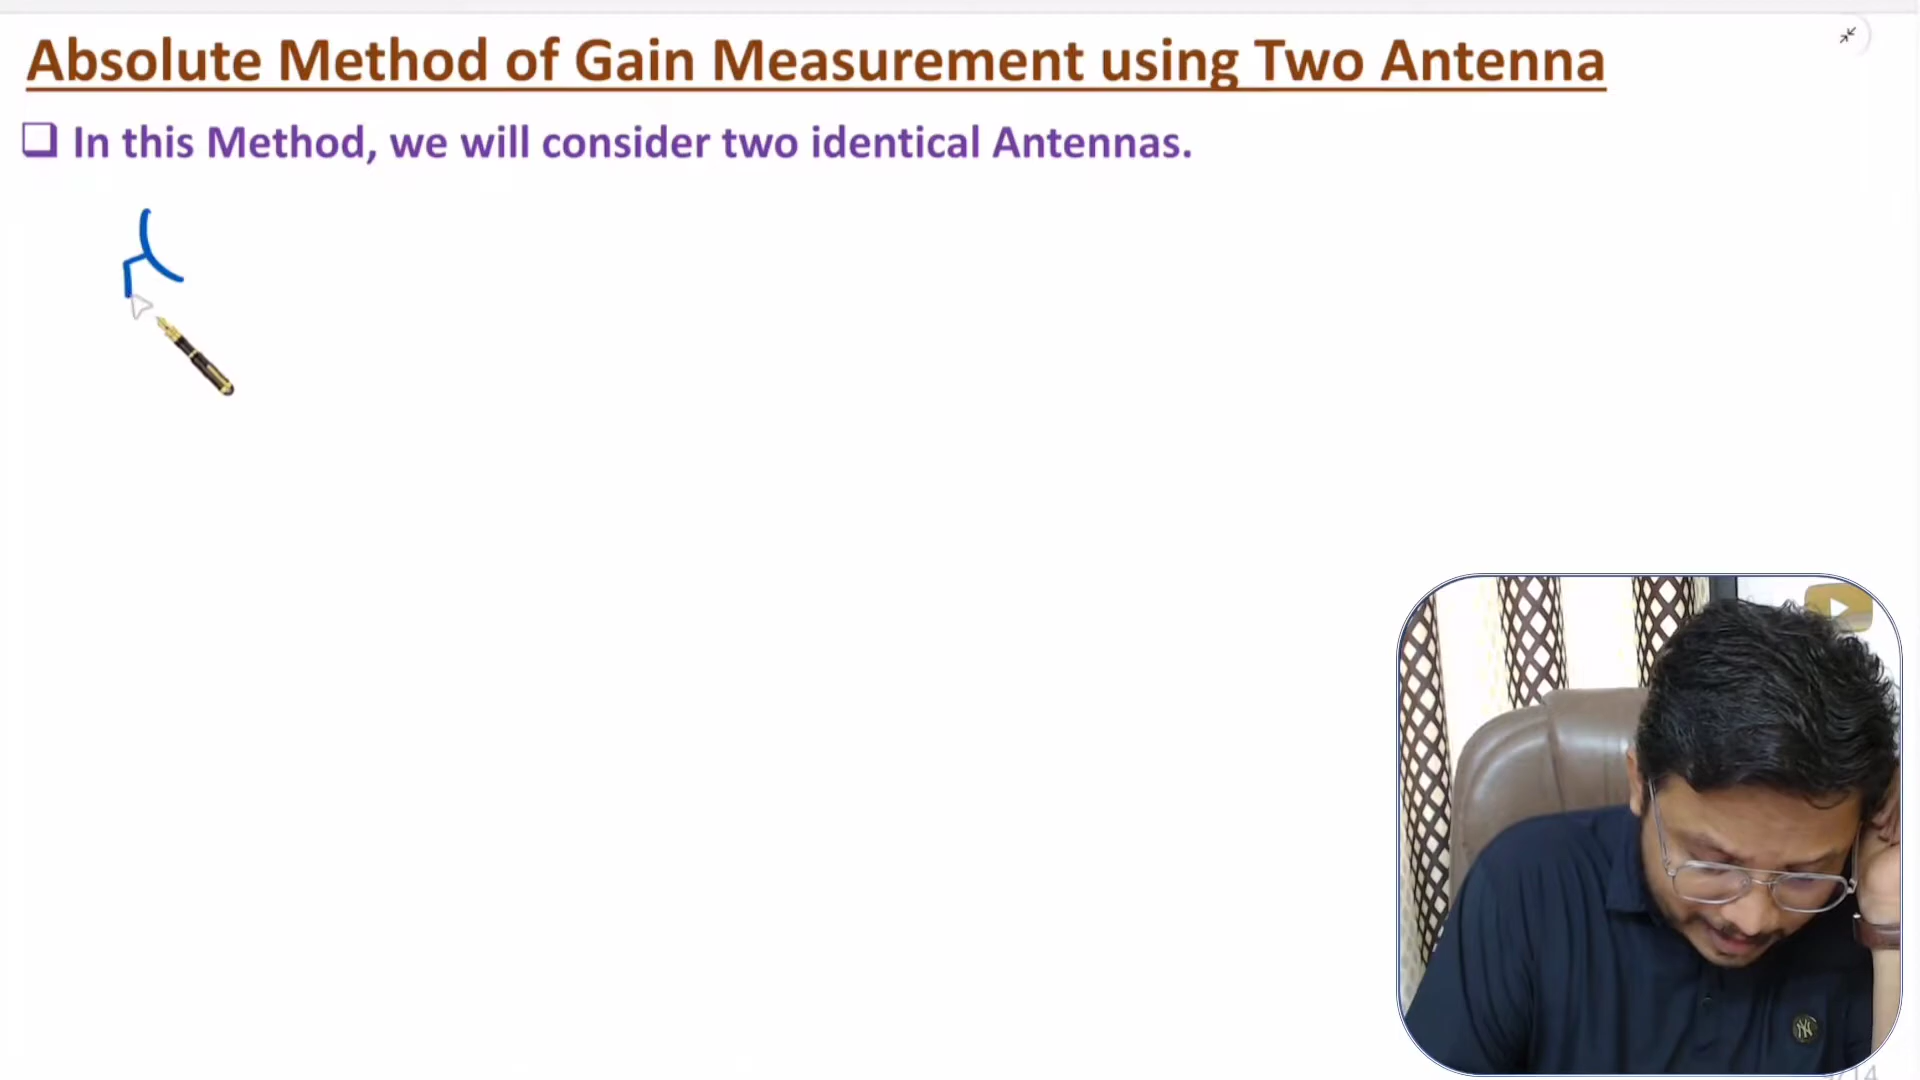 Absolute Method of Gain Measurement using Two Antenna
❑ In this Method, we will consider two identical Antennas.